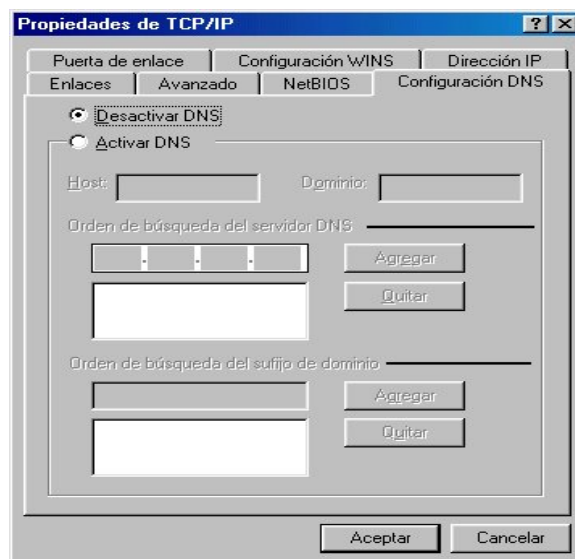 Propiedades de TCP/IP
Puerta de enlace Configuración WINS Dirección IP
Enlaces Avanzado NetBIOS Configuración DNS
Desactivar DNS
Activar DNS
Host: Dominio:
Orden de búsqueda del servidor DNS
Agregar
Quitar
Orden de búsqueda del sufijo de dominio
Agregar
Quitar
Aceptar Cancelar